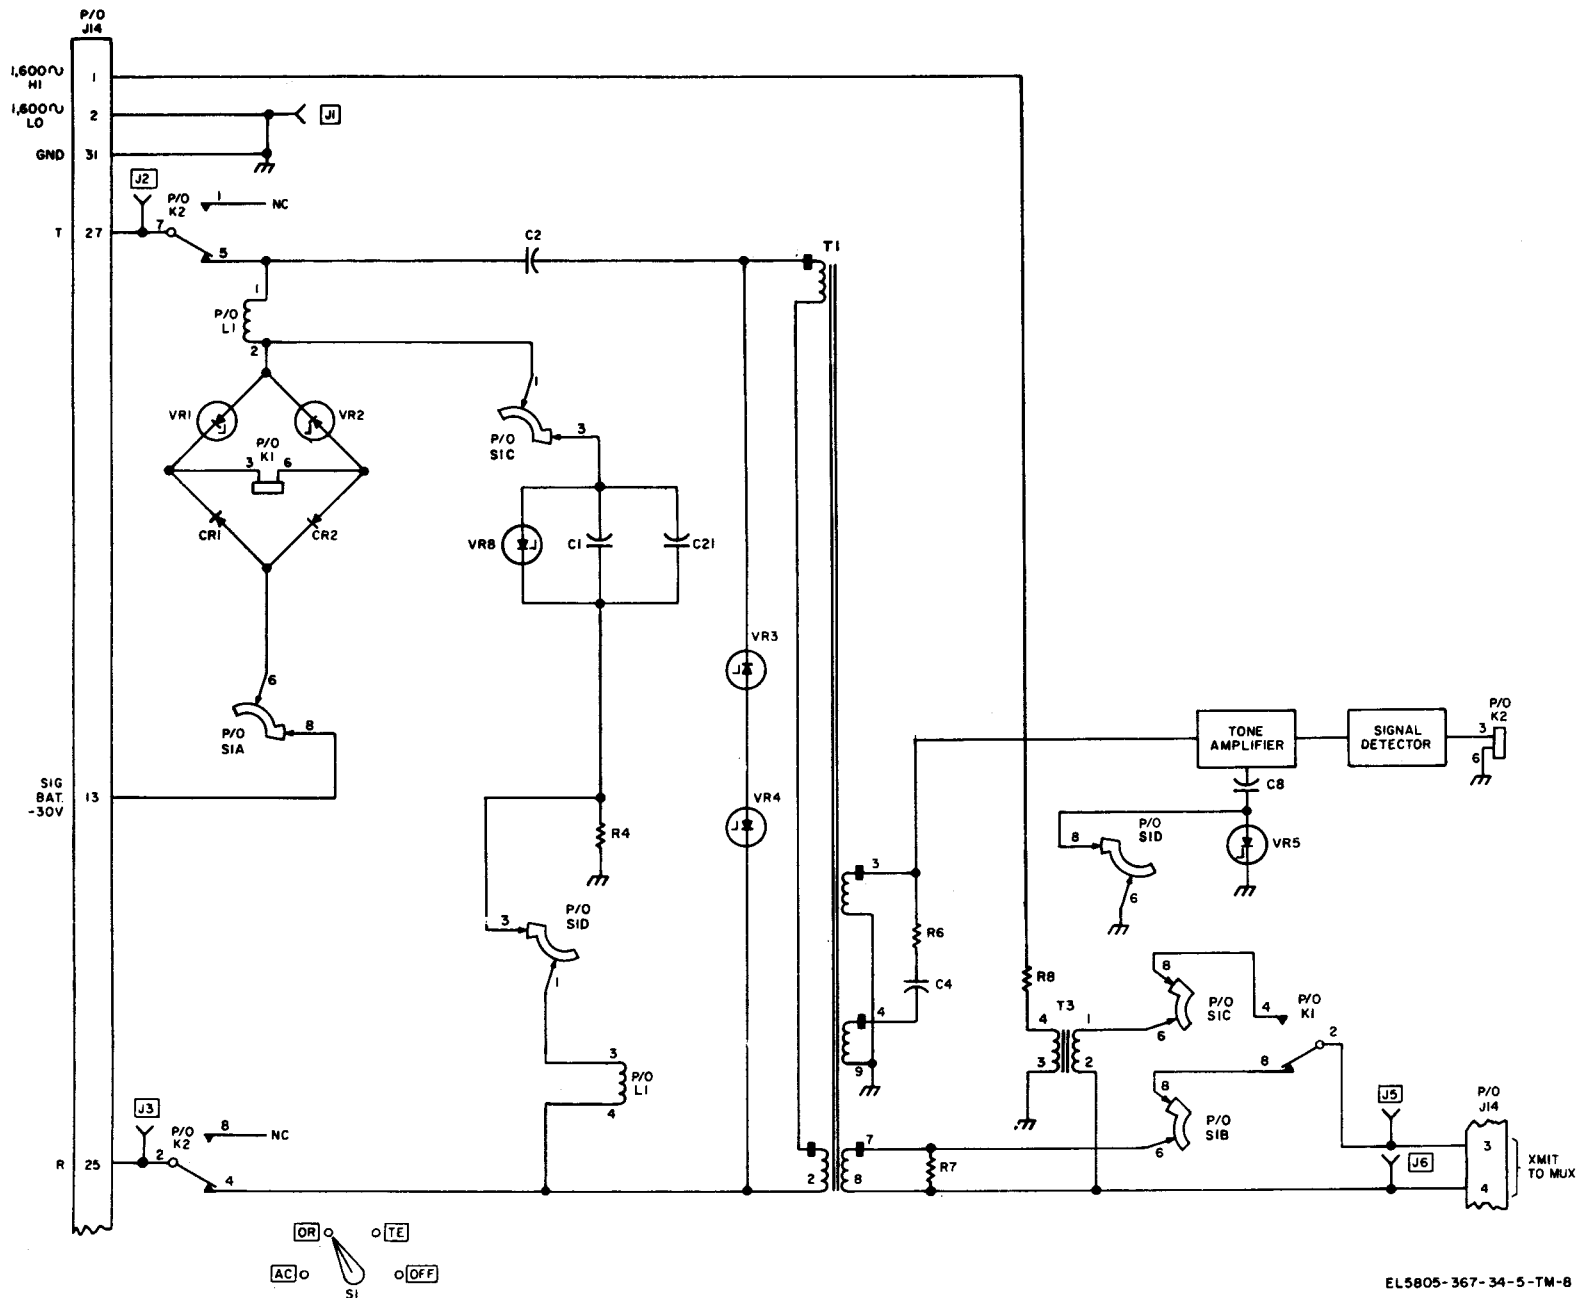 P/O
J14
1,600∿
HI
1
1,600∿
LO
2
J1
GND
31
J2
P/O
K2
1
NC
T
27
7
5
C2
T1
1
P/O
L1
2
VR1
VR2
P/O
K1
3
6
CR1
CR2
1
P/O
S1C
3
VR8
C1
C21
VR3
6
P/O
S1A
8
SIG
BAT.
-30V
13
R4
VR4
TONE
AMPLIFIER
SIGNAL
DETECTOR
P/O
K2
3
6
C8
8
P/O
S1D
VR5
6
3
P/O
S1D
1
3
R6
C4
4
9
R8
T3
4
3
1
2
8
P/O
S1C
6
4
P/O
K1
2
8
8
P/O
S1B
6
3
P/O
L1
4
J3
P/O
K2
8
NC
R
25
2
4
2
7
8
R7
J5
J6
P/O
J14
3
4
XMIT
TO MUX
OR
TE
AC
OFF
S1
EL5805-367-34-5-TM-8